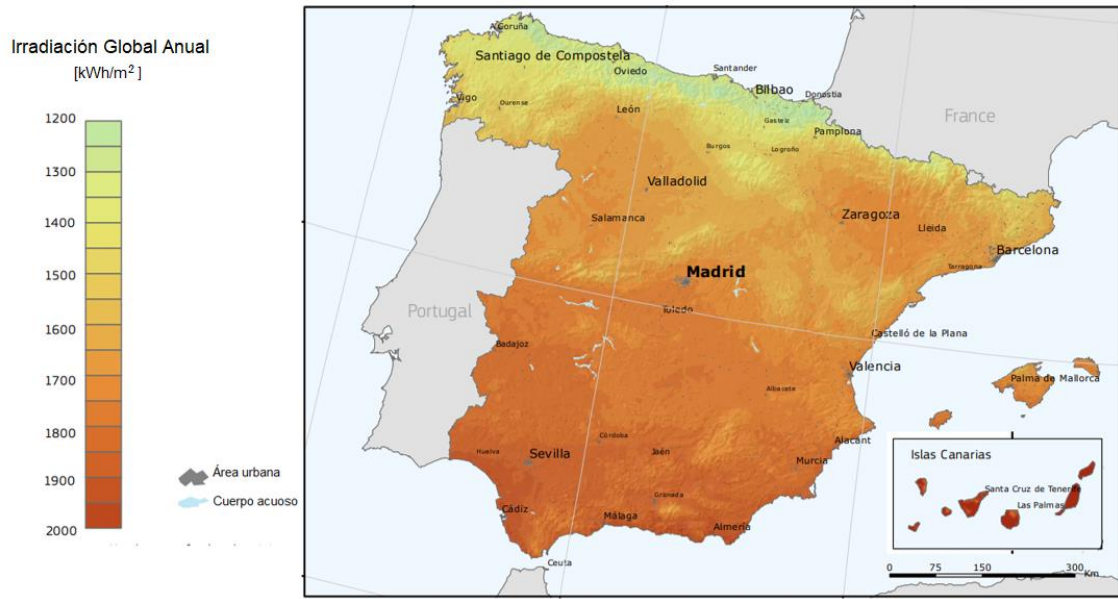 Irradiación Global Anual
[kWh/m² ]
1200
1300
1400
1500
1600
1700
1800
1900
2000
Área urbana
Cuerpo acuoso
A Coruña
Santiago de Compostela
Oviedo
Santander
Bilbao
Donostia
Vigo
Ourense
León
Gasteiz
Pamplona
France
Burgos
Logroño
Valladolid
Zaragoza
Salamanca
Lleida
Barcelona
Tarragona
Madrid
Portugal
Toledo
Castelló de la Plana
Badajoz
Valencia
Albacete
Palma de Mallorca
Alacant
Córdoba
Huelva
Sevilla
Jaén
Murcia
Granada
Cádiz
Málaga
Almería
Ceuta
Islas Canarias
Santa Cruz de Tenerife
Las Palmas
0 75 150 300
Km